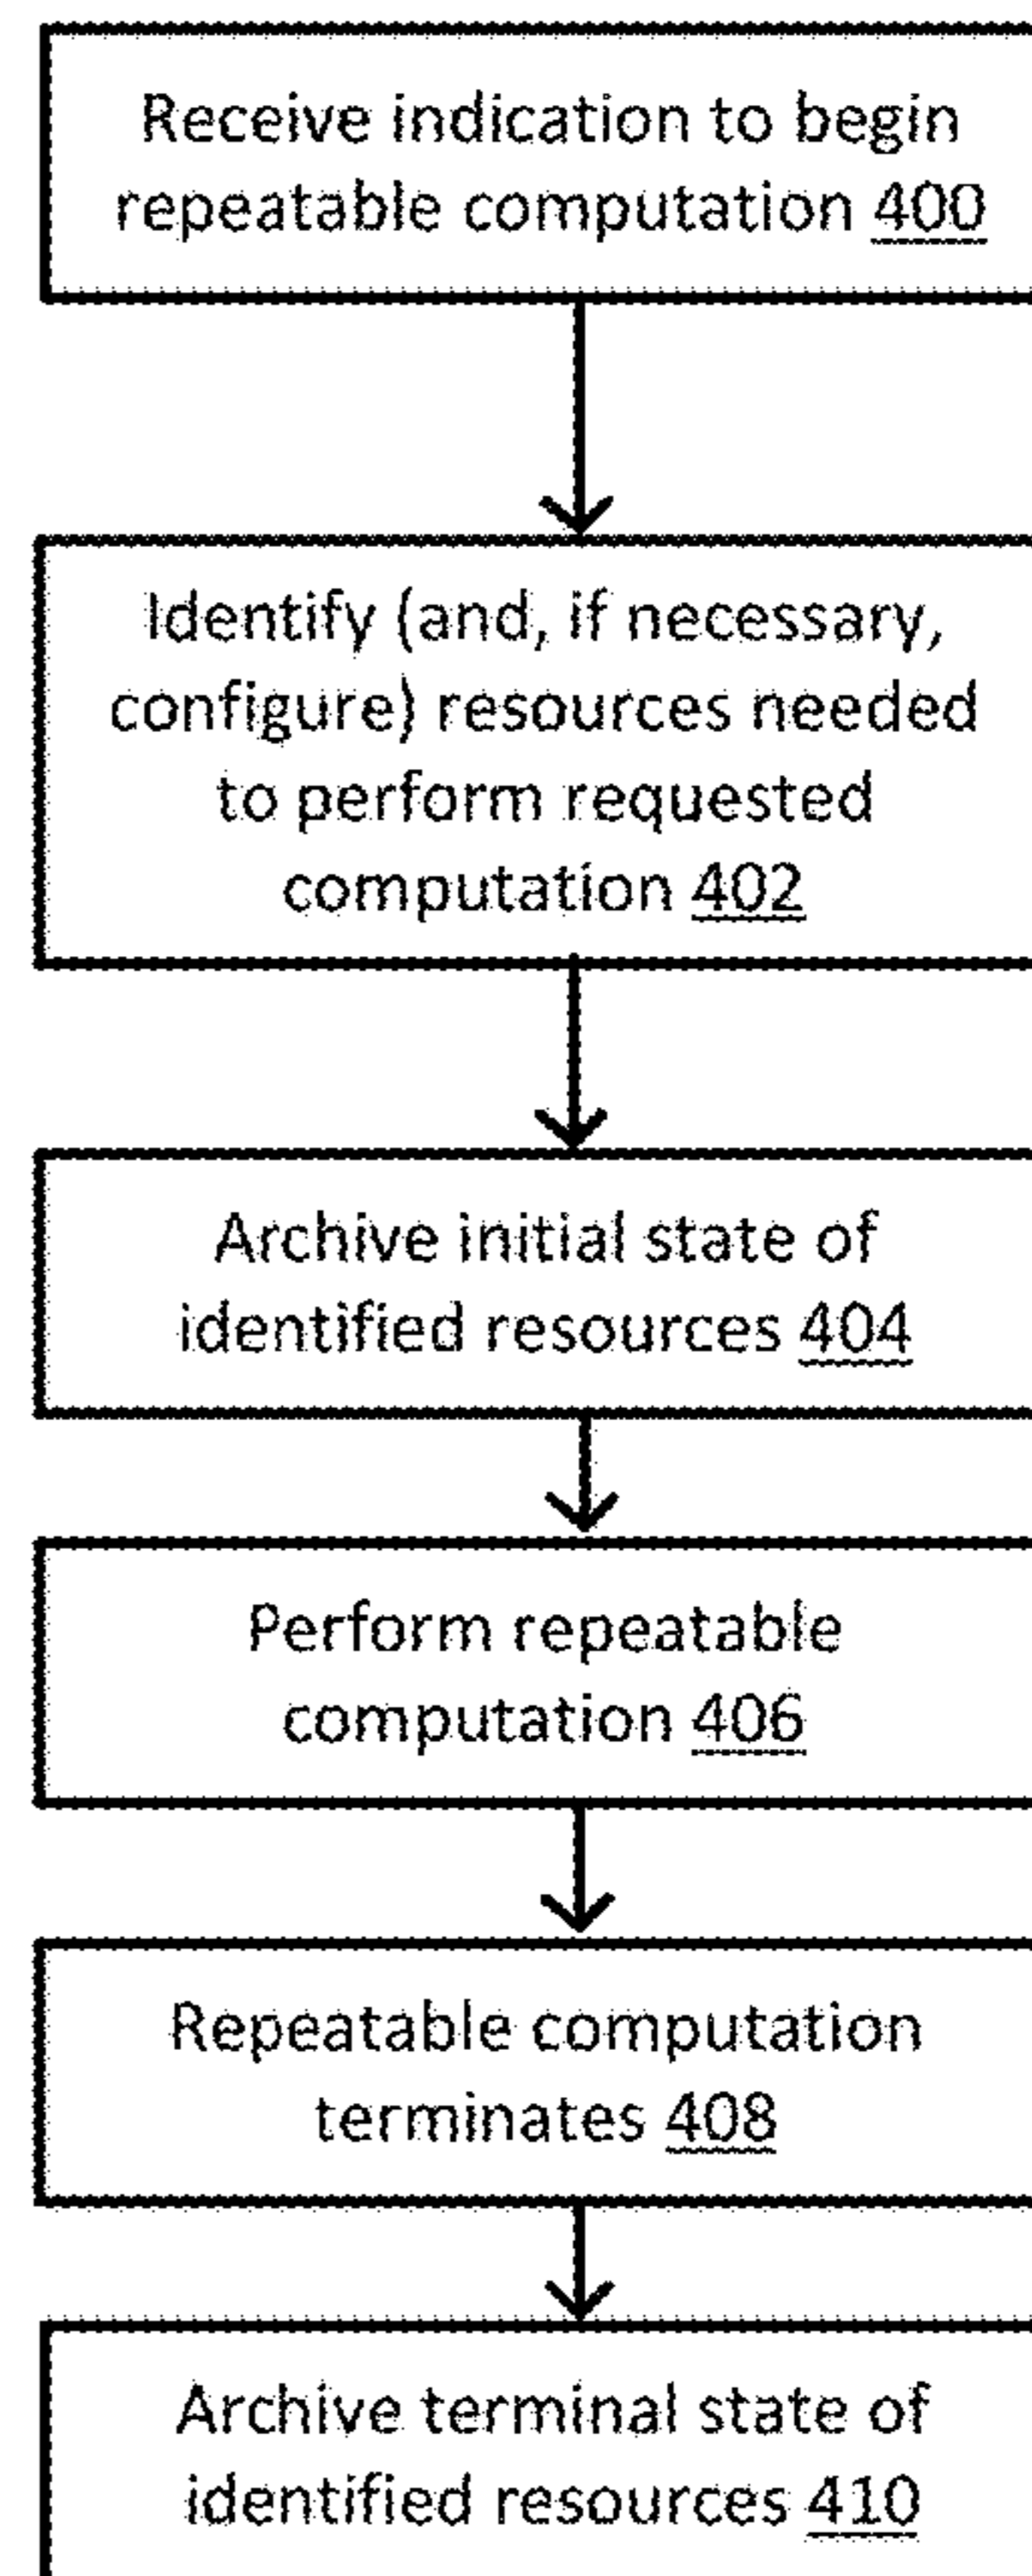 Receive indication to begin
repeatable computation 400
Identify (and, if necessary,
configure) resources needed
to perform requested
computation 402
Archive initial state of
identified resources 404
Perform repeatable
computation 406
Repeatable computation
terminates 408
Archive terminal state of
identified resources 410